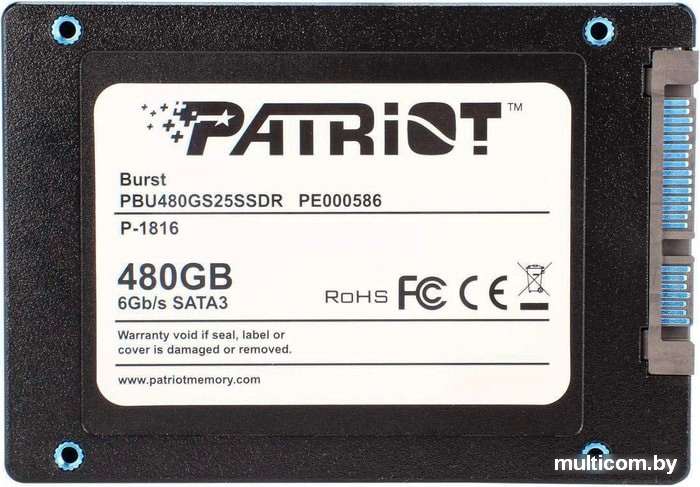 PATRiOT™
Burst
PBU480GS25SSDR PE000586
P-1816
480GB
6Gb/s SATA3
RoHS FC CE
Warranty void if seal, label or
cover is damaged or removed.
www.patriotmemory.com
multicom.by